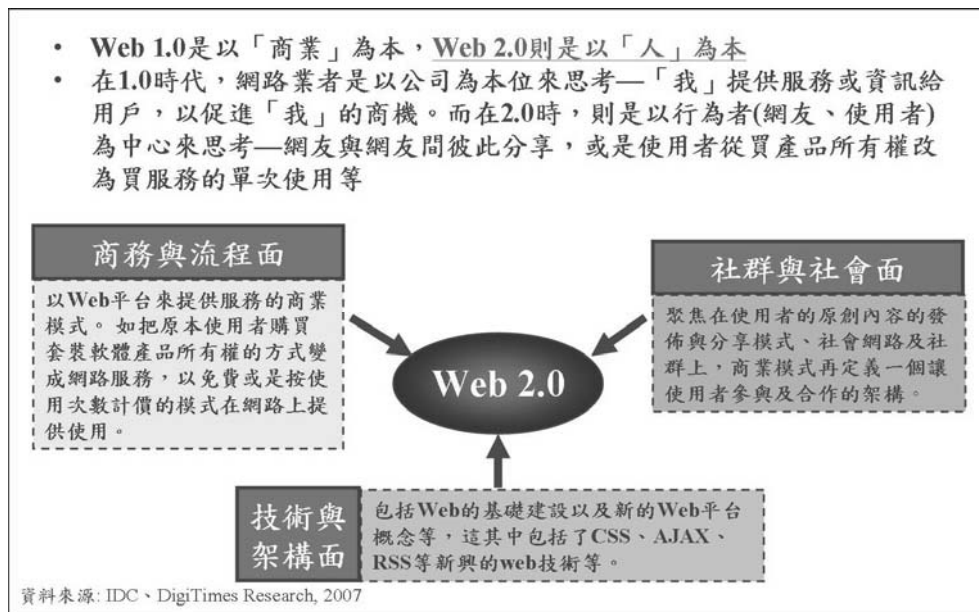 • Web 1.0是以「商業」為本，Web 2.0則是以「人」為本
• 在1.0時代，網路業者是以公司為本位來思考—「我」提供服務或資訊給
用戶，以促進「我」的商機。而在2.0時，則是以行為者(網友、使用者)
為中心來思考—網友與網友間彼此分享，或是使用者從買產品所有權改
為買服務的單次使用等
商務與流程面
以Web平台來提供服務的商業
模式。 如把原本使用者購買
套裝軟體產品所有權的方式變
成網路服務，以免費或是按使
用次數計價的模式在網路上提
供使用。
社群與社會面
聚焦在使用者的原創內容的發
佈與分享模式、社會網路及社
群上，商業模式再定義一個讓
使用者參與及合作的架構。
Web 2.0
技術與
架構面
包括Web的基礎建設以及新的Web平台
概念等，這其中包括了CSS、AJAX、
RSS等新興的web技術等。
資料來源: IDC、DigiTimes Research, 2007